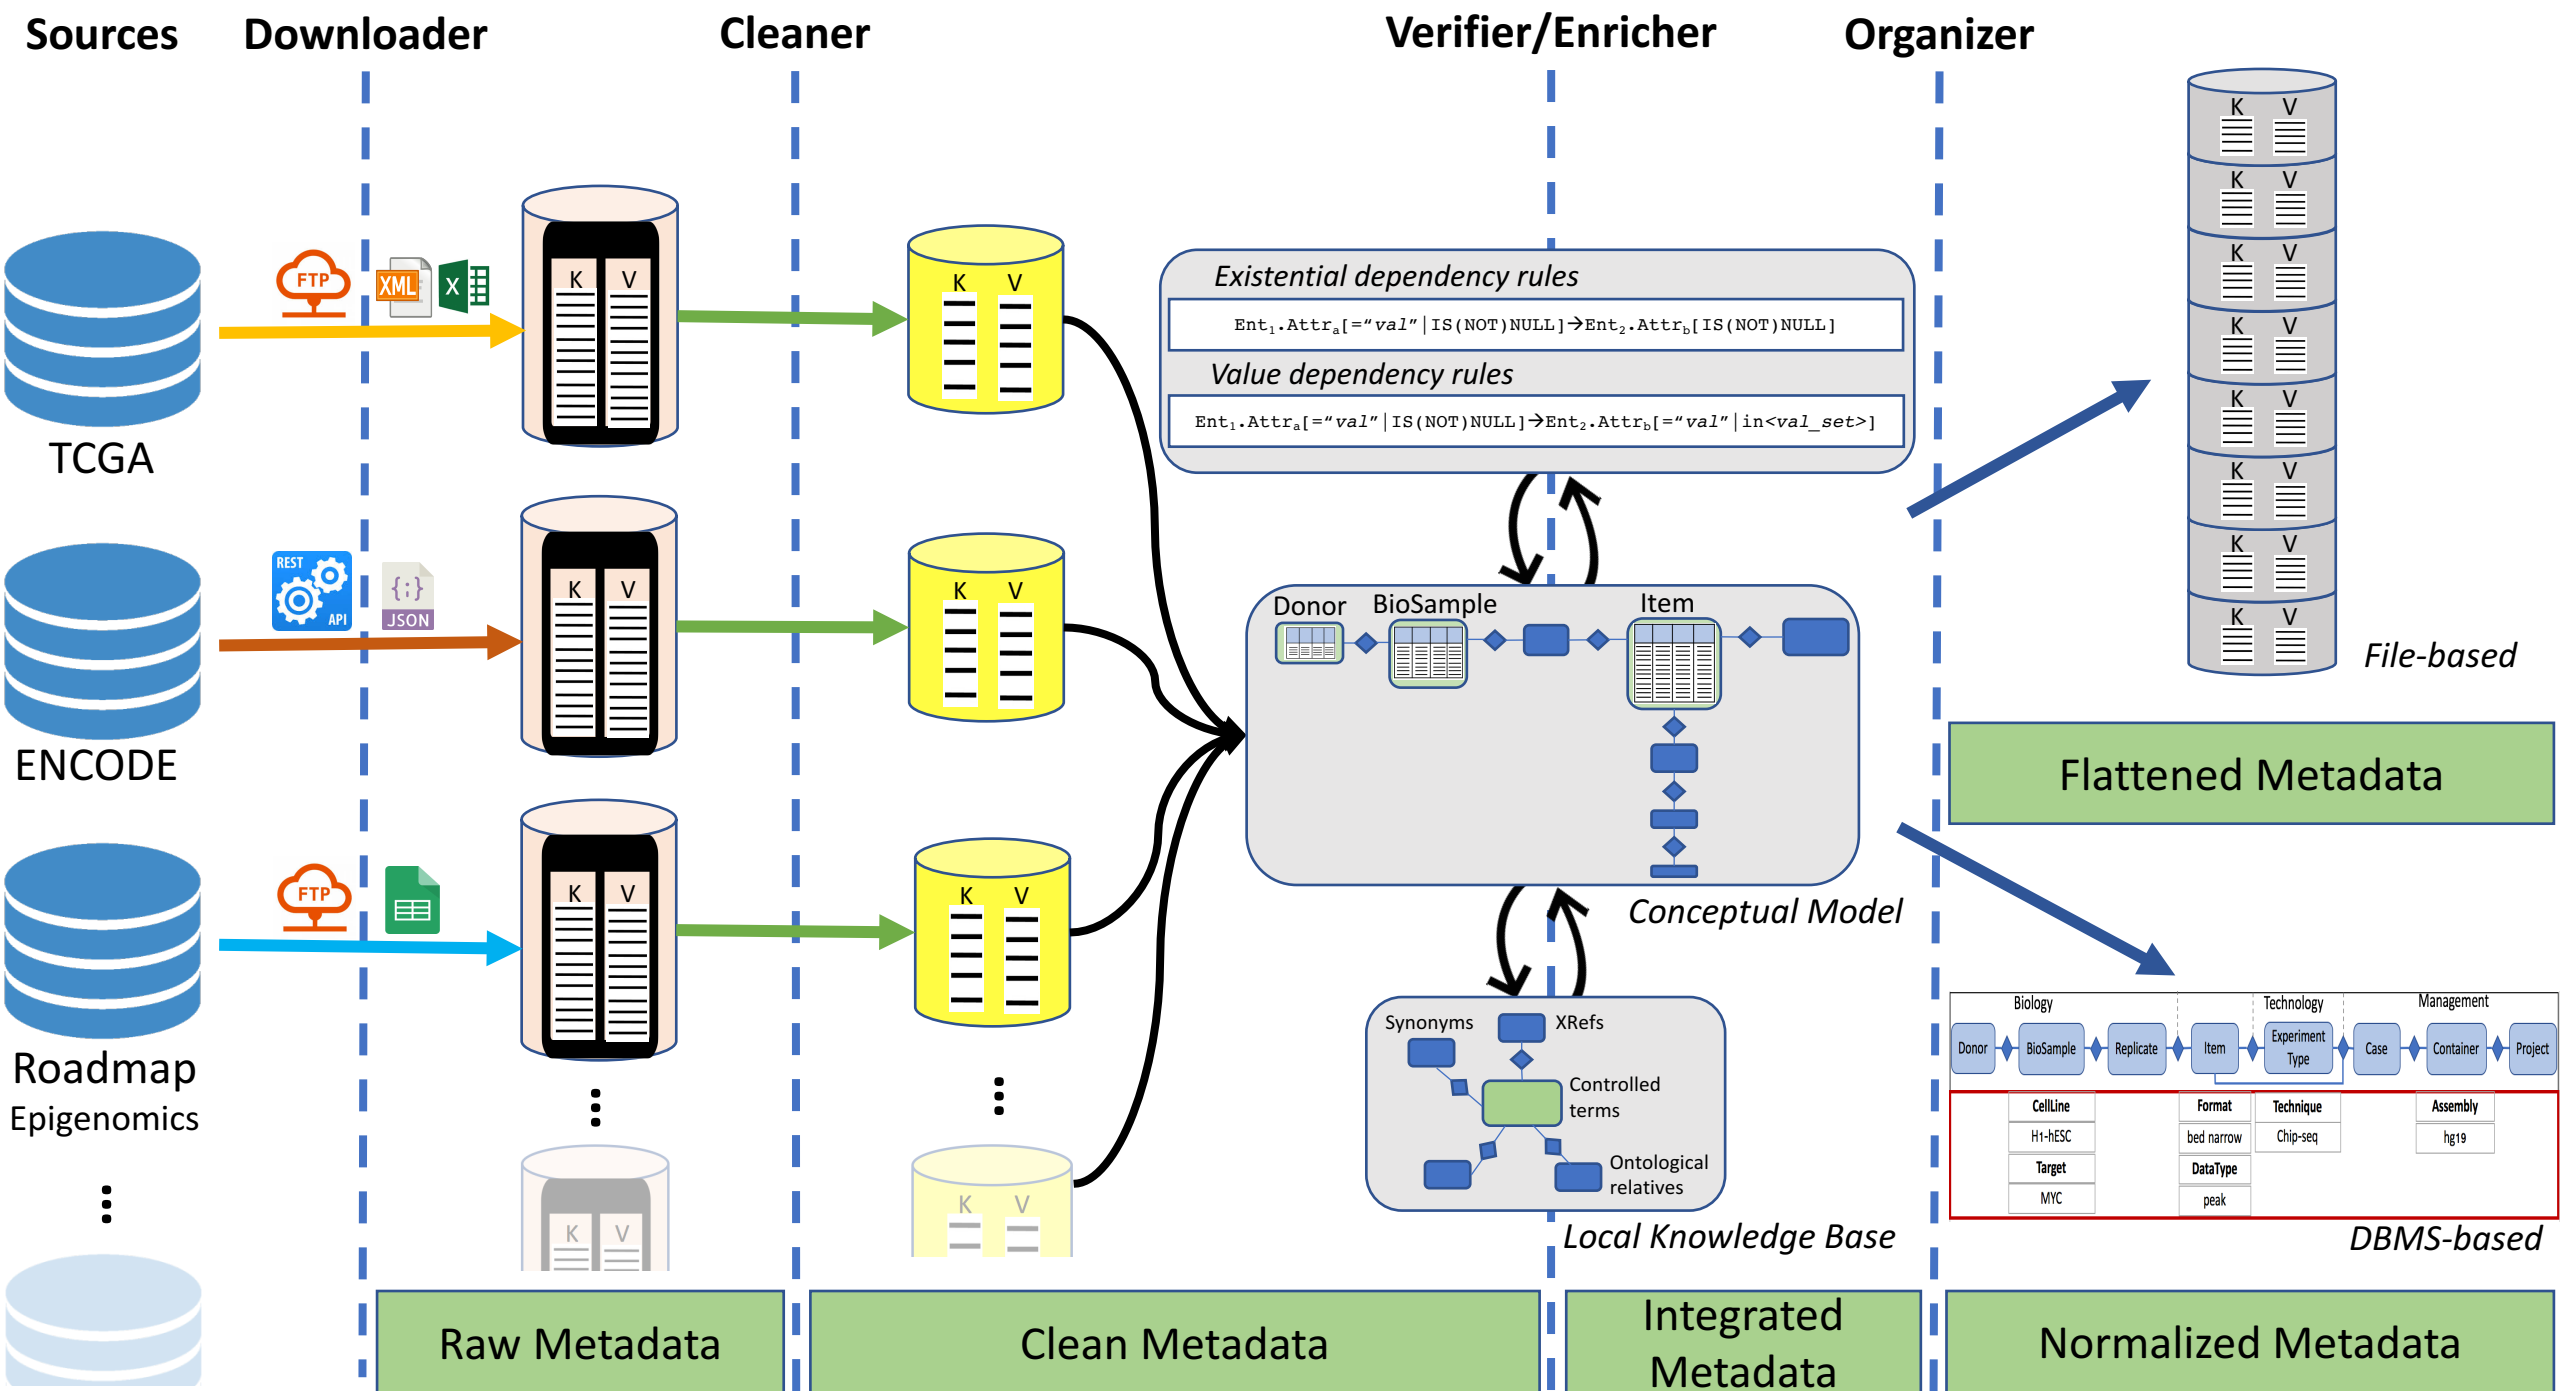 Sources
Downloader
Cleaner
Verifier/Enricher
Organizer
FTP
XML
X
K V
K V
TCGA
REST
API
{;}
JSON
K V
K V
ENCODE
FTP
K V
K V
Roadmap
Epigenomics
⋮
⋮
⋮
K V
K V
Existential dependency rules
Ent₁.Attrₐ[="val"|IS(NOT)NULL]→Ent₂.Attr_b[IS(NOT)NULL]
Value dependency rules
Ent₁.Attrₐ[="val"|IS(NOT)NULL]→Ent₂.Attr_b[="val"|in<val_set>]
Donor
BioSample
Item
Conceptual Model
Synonyms
XRefs
Controlled
terms
Ontological
relatives
Local Knowledge Base
K V
K V
K V
K V
K V
K V
K V
K V
File-based
Flattened Metadata
Biology
Technology
Management
Donor
BioSample
Replicate
Item
Experiment
Type
Case
Container
Project
CellLine
Format
Technique
Assembly
H1-hESC
bed narrow
Chip-seq
hg19
Target
DataType
MYC
peak
DBMS-based
Raw Metadata
Clean Metadata
Integrated
Metadata
Normalized Metadata